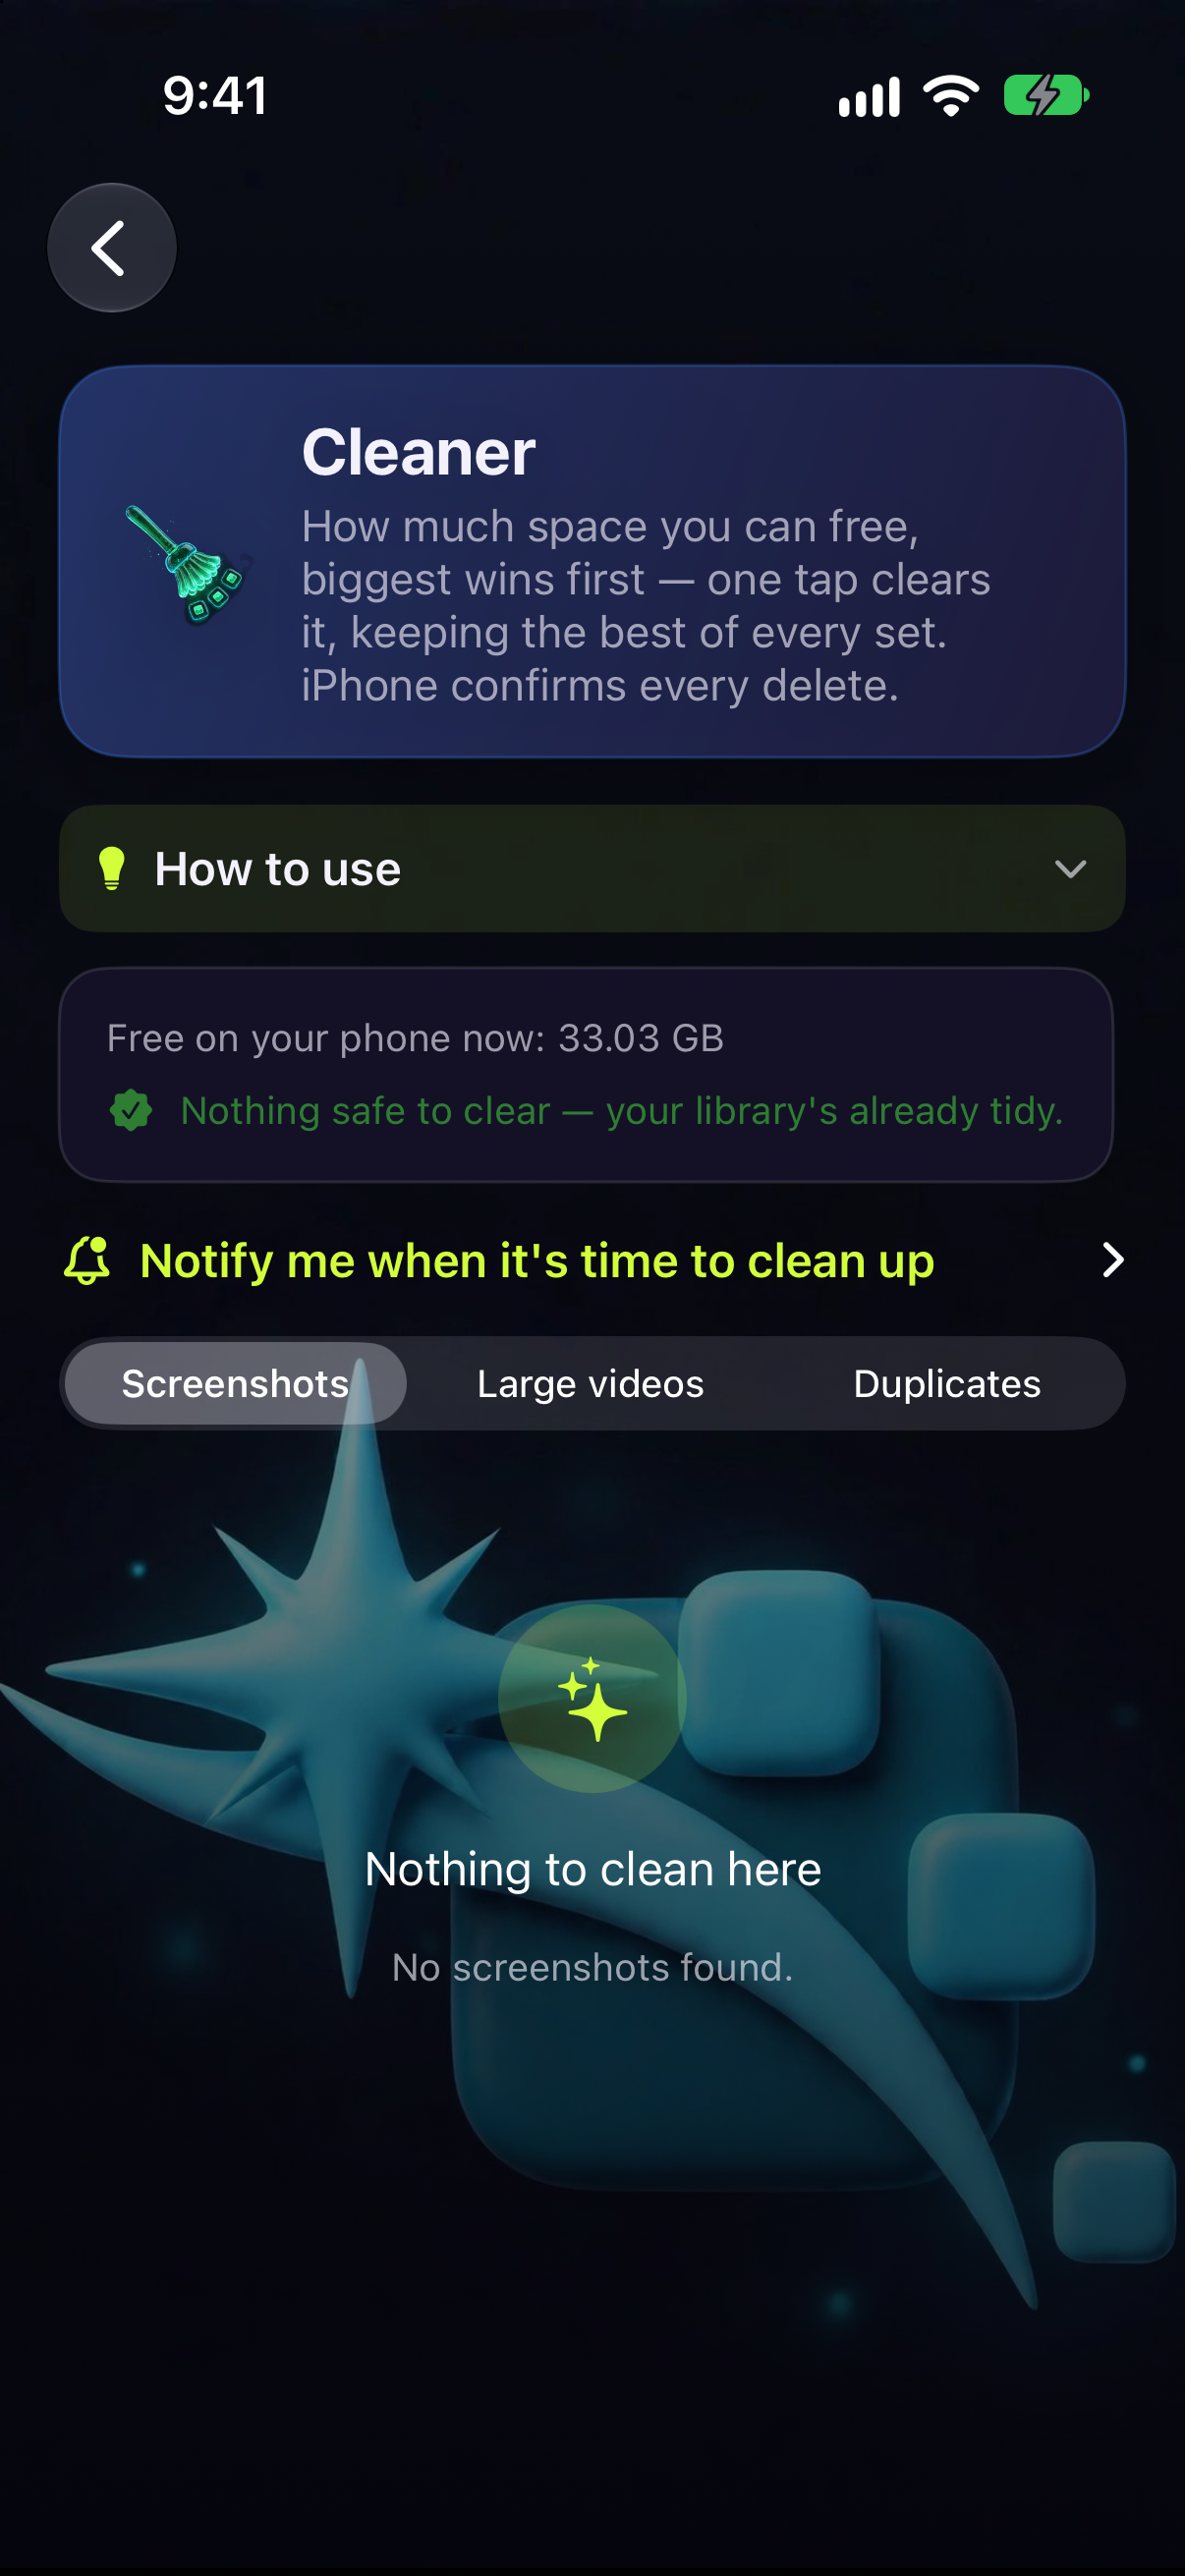 9:41
Cleaner
How much space you can free,
biggest wins first — one tap clears
it, keeping the best of every set.
iPhone confirms every delete.
How to use
Free on your phone now: 33.03 GB
Nothing safe to clear — your library's already tidy.
Notify me when it's time to clean up
Screenshots Large videos Duplicates
Nothing to clean here
No screenshots found.